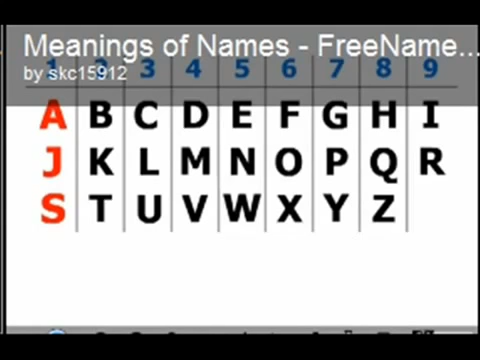 Meanings of Names - FreeName...
by skc15912
1 2 3 4 5 6 7 8 9
A B C D E F G H I
J K L M N O P Q R
S T U V W X Y Z